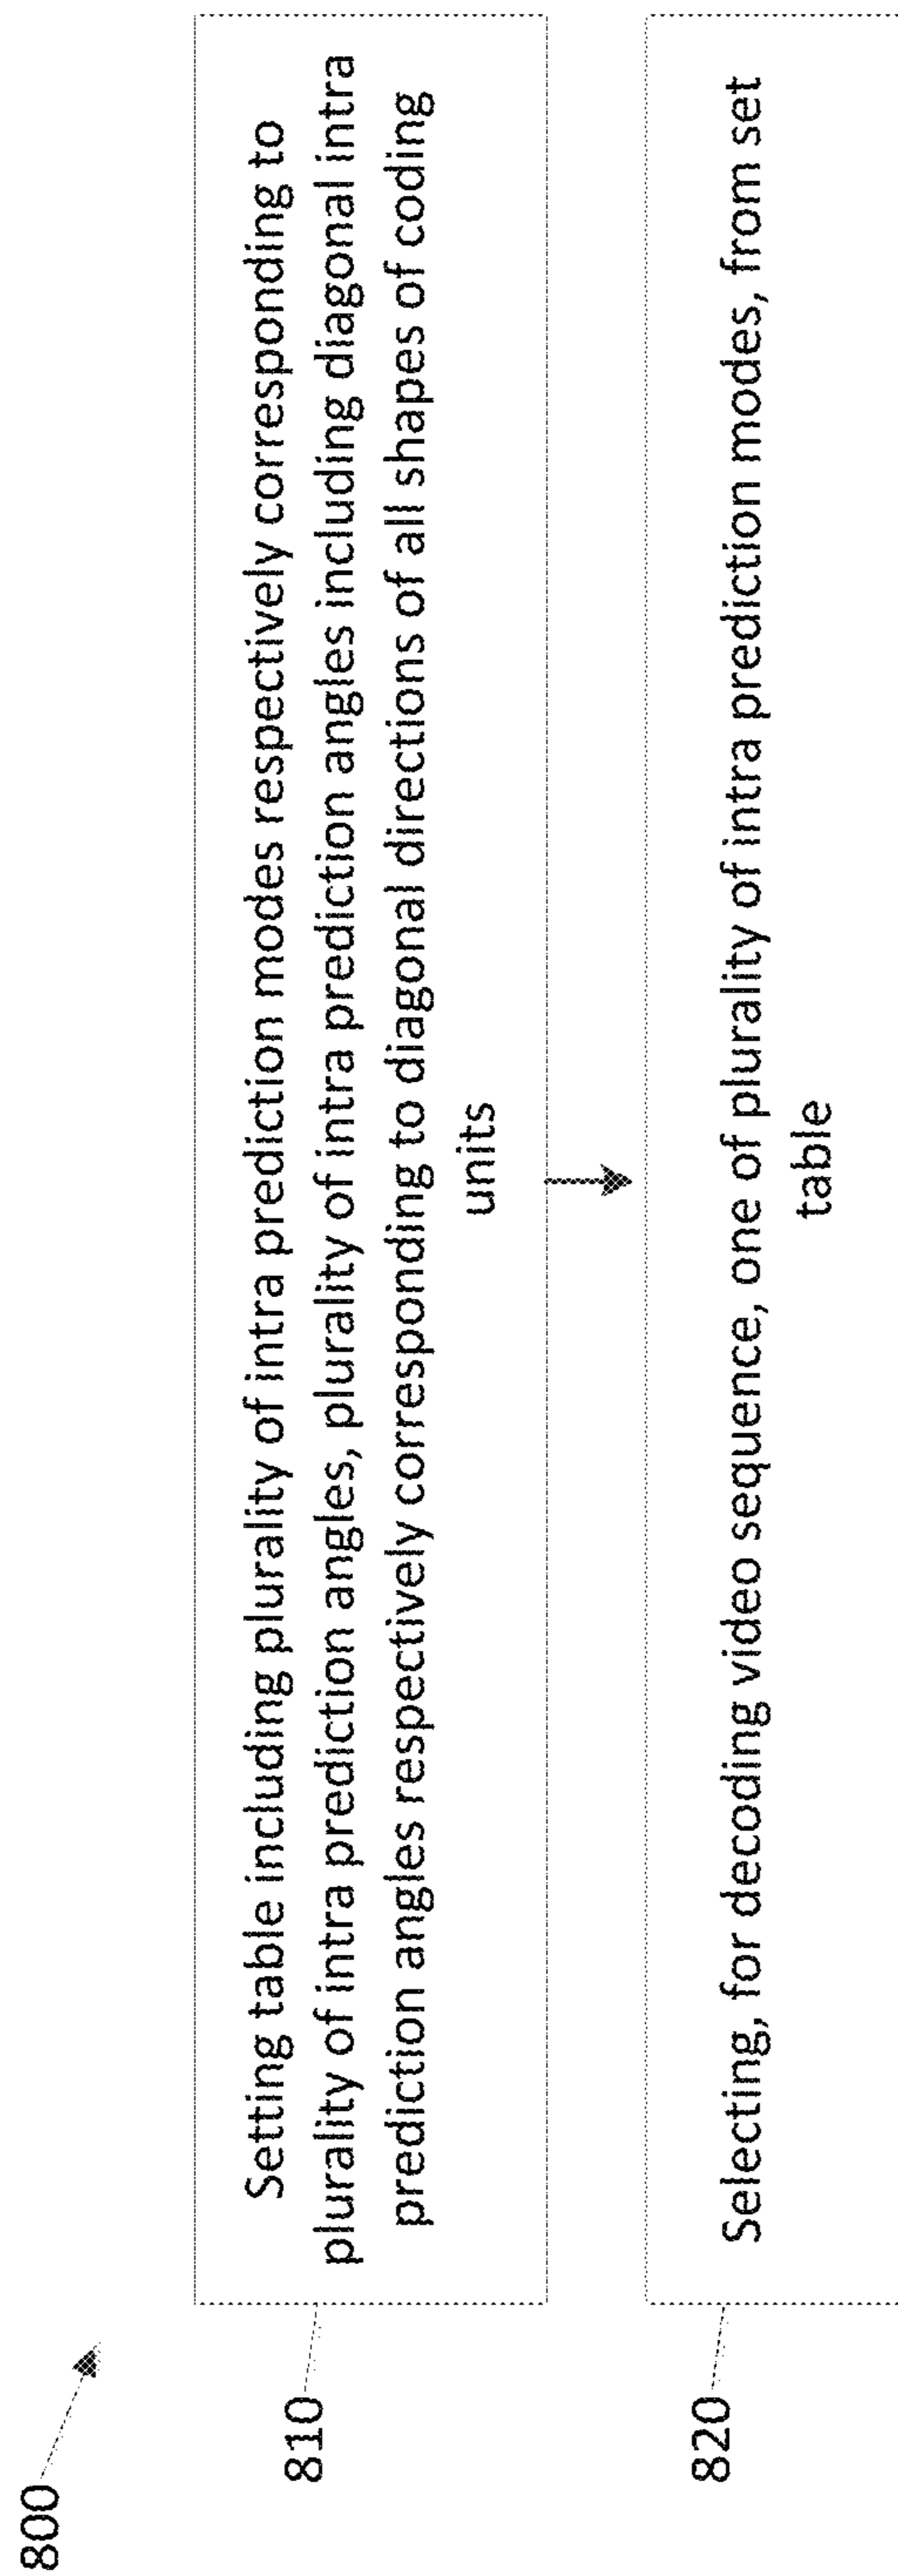 800
810
Setting table including plurality of intra prediction modes respectively corresponding to
plurality of intra prediction angles, plurality of intra prediction angles including diagonal intra
prediction angles respectively corresponding to diagonal directions of all shapes of coding
units
820
Selecting, for decoding video sequence, one of plurality of intra prediction modes, from set
table